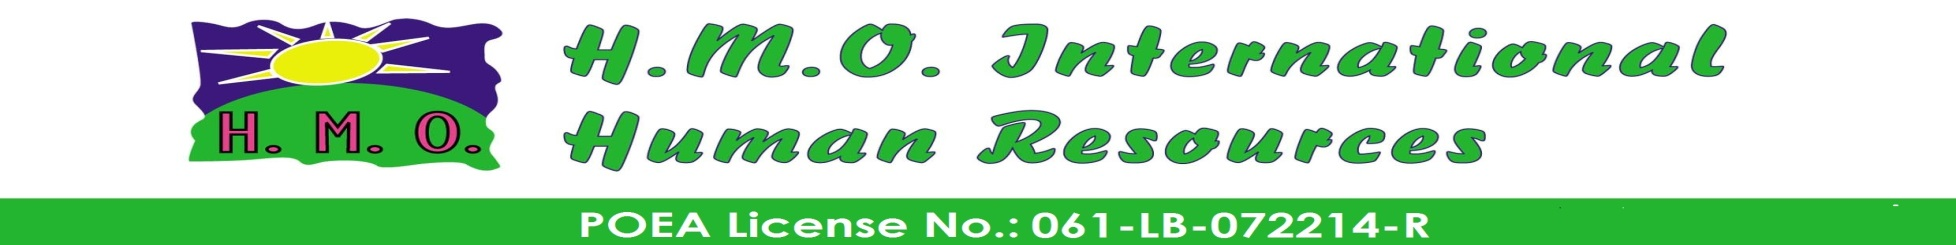 H. M. O.
H.M.O. International
Human Resources
POEA License No.: 061-LB-072214-R